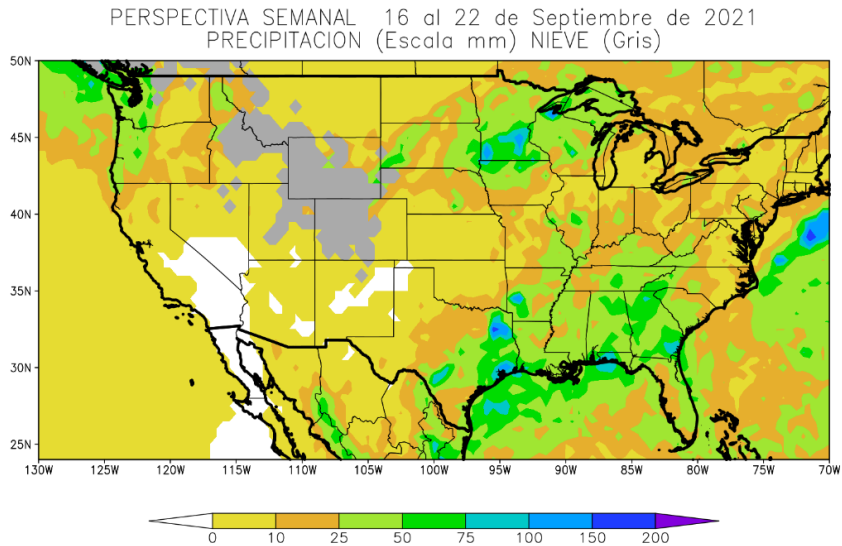 PERSPECTIVA SEMANAL 16 al 22 de Septiembre de 2021
PRECIPITACION (Escala mm) NIEVE (Gris)
50N
45N
40N
35N
30N
25N
130W 125W 120W 115W 110W 105W 100W 95W 90W 85W 80W 75W 70W
0 10 25 50 75 100 150 200